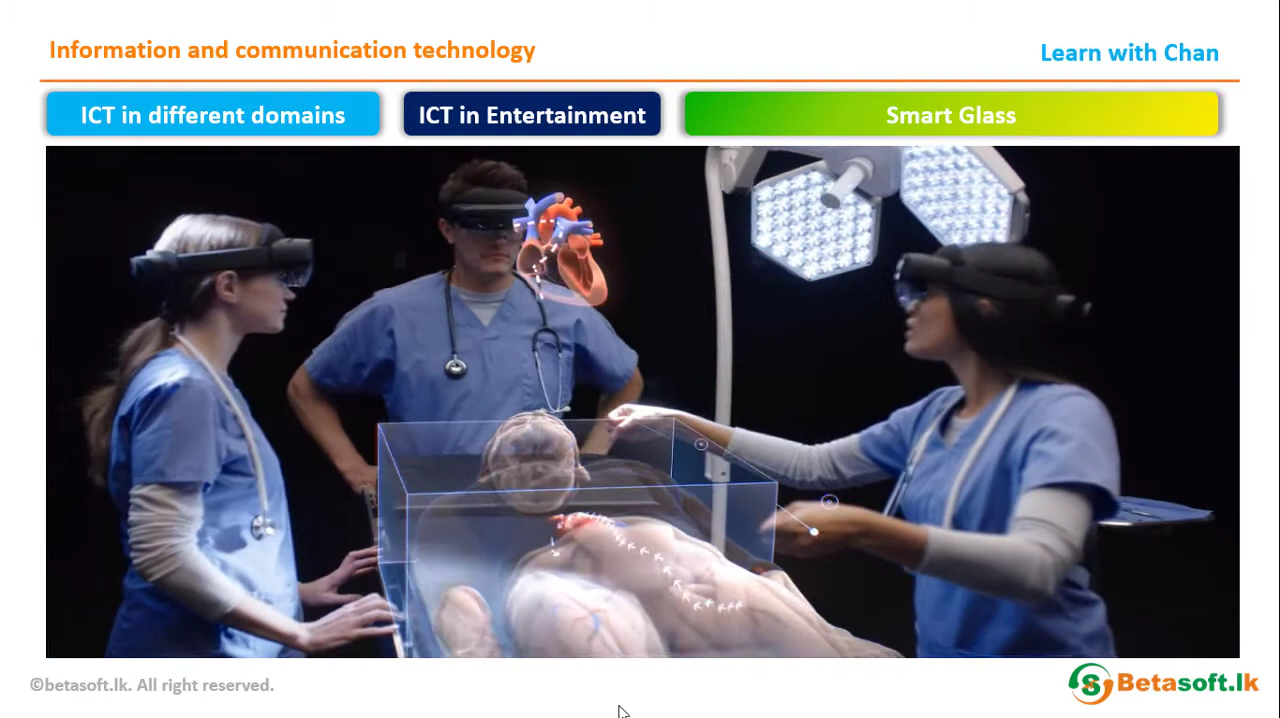 Information and communication technology
Learn with Chan
ICT in different domains
ICT in Entertainment
Smart Glass
©betasoft.lk. All right reserved.
Betasoft.lk